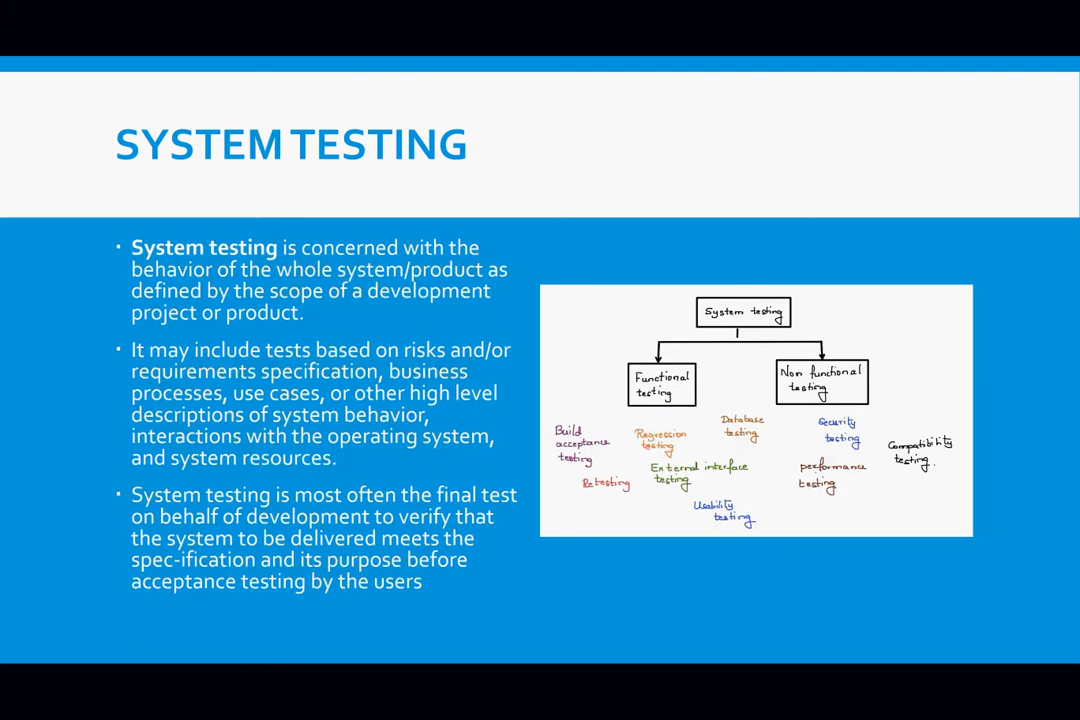 SYSTEM TESTING
System testing is concerned with the
behavior of the whole system/product as
defined by the scope of a development
project or product.
It may include tests based on risks and/or
requirements specification, business
processes, use cases, or other high level
descriptions of system behavior,
interactions with the operating system,
and system resources.
System testing is most often the final test
on behalf of development to verify that
the system to be delivered meets the
spec-ification and its purpose before
acceptance testing by the users
System testing
Functional
testing
Non functional
testing
Build
acceptance
testing
Regression
testing
Database
testing
Security
testing
Compatibility
testing.
Retesting
External interface
testing
performance
testing
Usability
testing